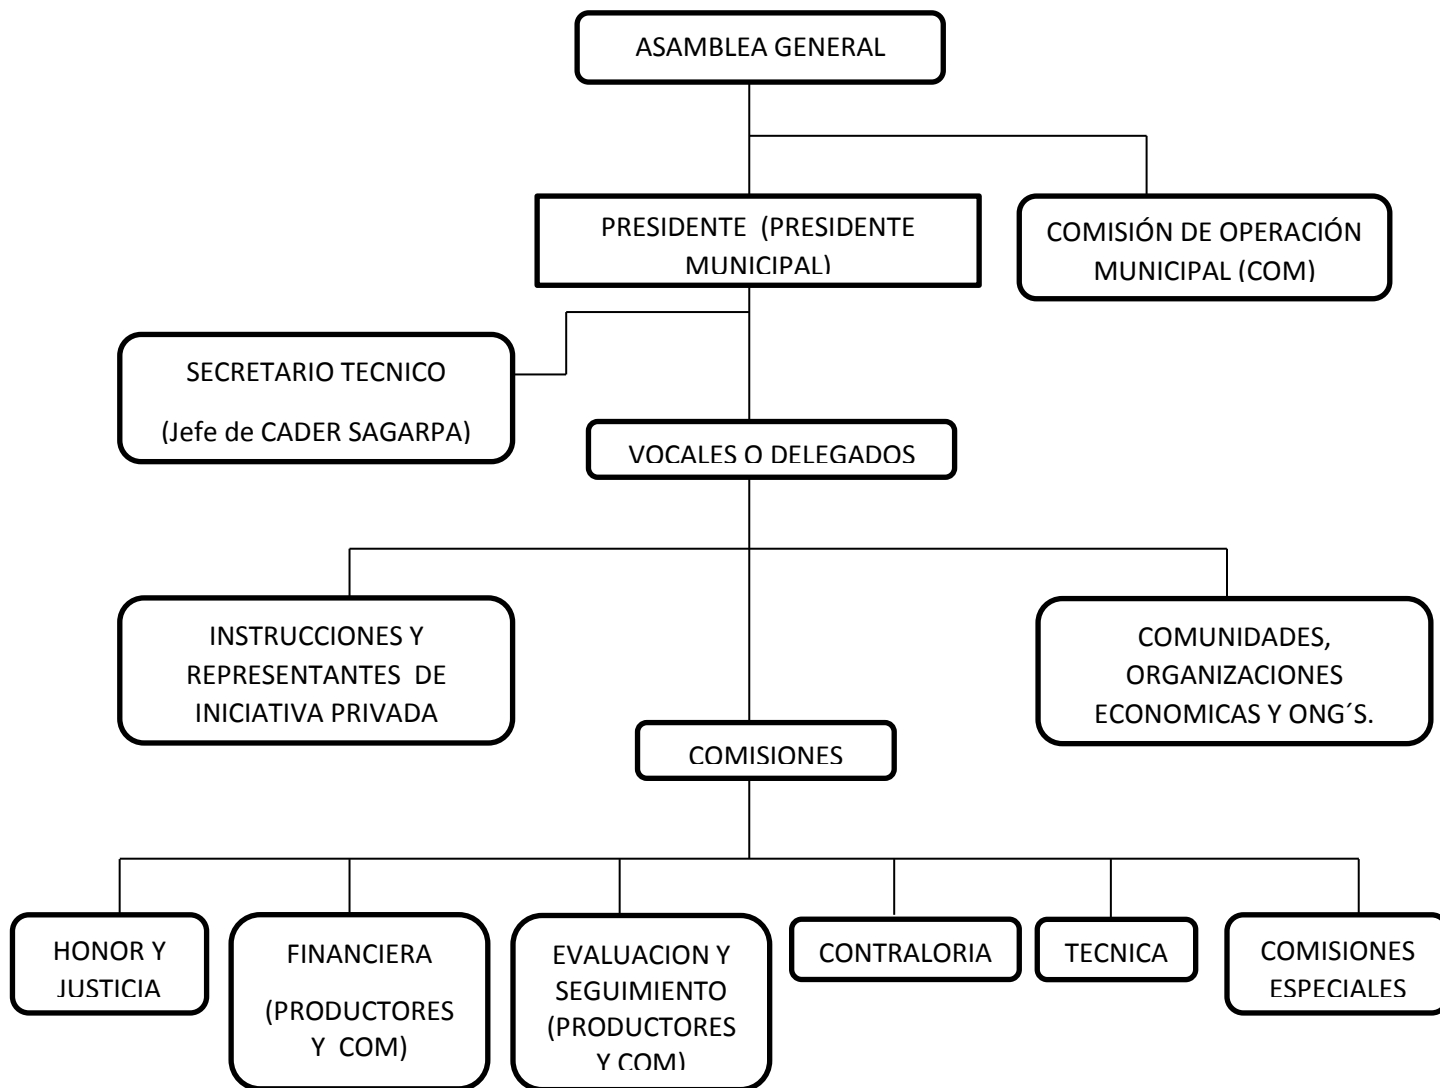 ASAMBLEA GENERAL
PRESIDENTE (PRESIDENTE
MUNICIPAL)
COMISIÓN DE OPERACIÓN
MUNICIPAL (COM)
SECRETARIO TECNICO
(Jefe de CADER SAGARPA)
VOCALES O DELEGADOS
INSTRUCCIONES Y
REPRESENTANTES DE
INICIATIVA PRIVADA
COMUNIDADES,
ORGANIZACIONES
ECONOMICAS Y ONG´S.
COMISIONES
HONOR Y
JUSTICIA
FINANCIERA
(PRODUCTORES
Y COM)
EVALUACION Y
SEGUIMIENTO
(PRODUCTORES
Y COM)
CONTRALORIA
TECNICA
COMISIONES
ESPECIALES